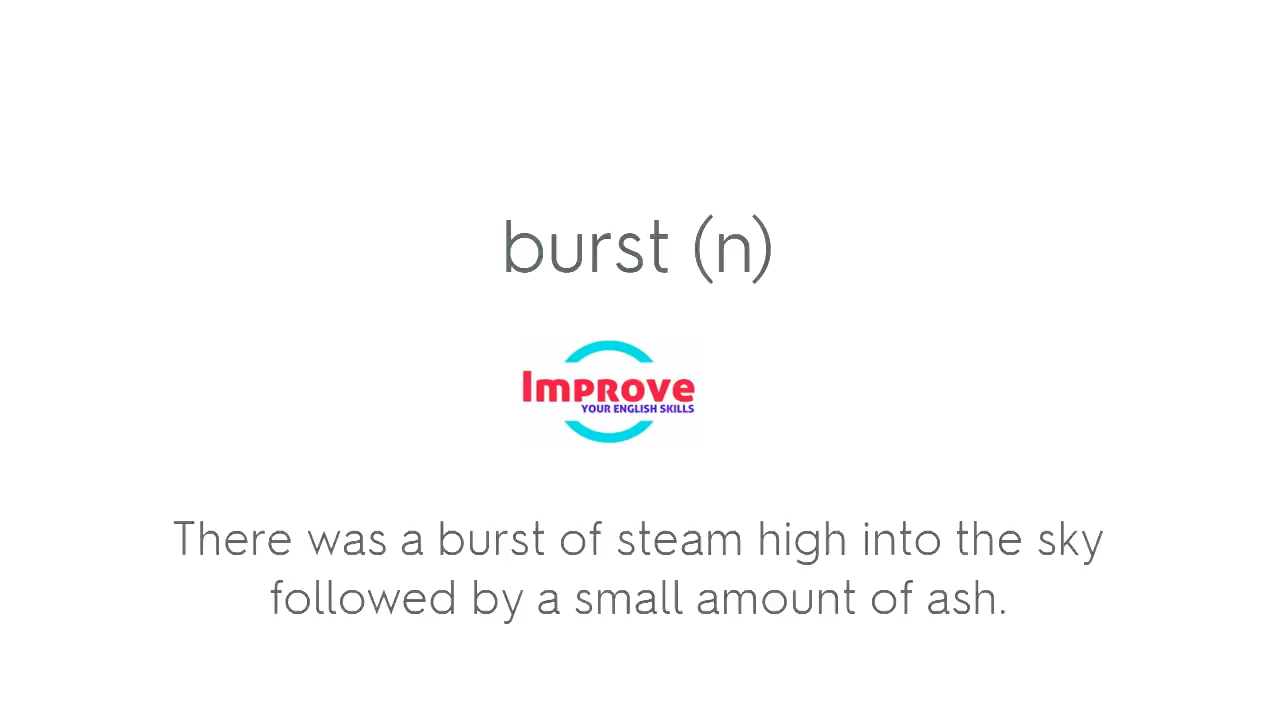 burst (n)
Improve
YOUR ENGLISH SKILLS
There was a burst of steam high into the sky
followed by a small amount of ash.